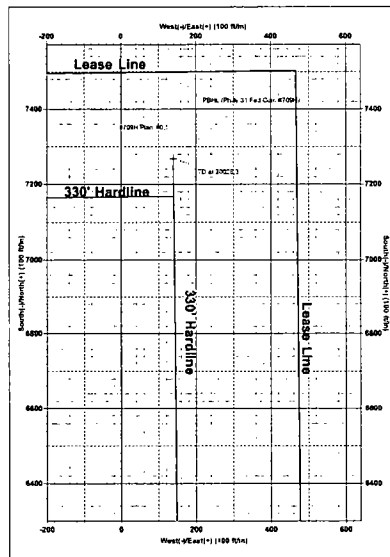 West(-)/East(+) (100 ft/in)
-200 0 200 400 600
Lease Line
7400
7200
330' Hardline
7000
6800
6600
6400
South(-)/North(+) (100 ft/in)
330' Hardline
Lease Line
7400
7200
7000
6800
6600
6400
South(-)/North(+) (100 ft/in)
-200 0 200 400 600
West(-)/East(+) (100 ft/in)